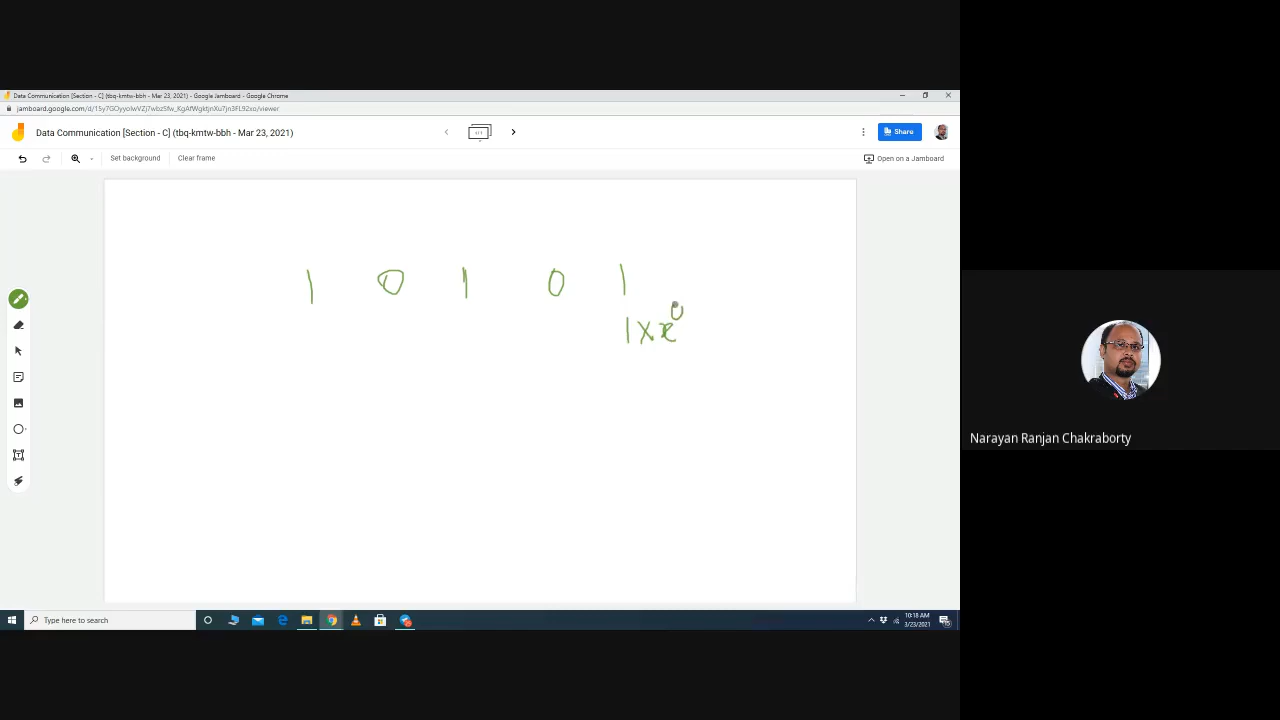 Data Communication [Section - C] (tbq-kmtw-bbh - Mar 23, 2021) - Google Jamboard - Google Chrome
Data Communication [Section - C] (tbq-kmtw-bbh - Mar 23, 2021)
Share
Set background
Clear frame
Open on a Jamboard
1 0 1 0 1
1×x⁰
Narayan Ranjan Chakraborty
Type here to search
10:18 AM
3/23/2021